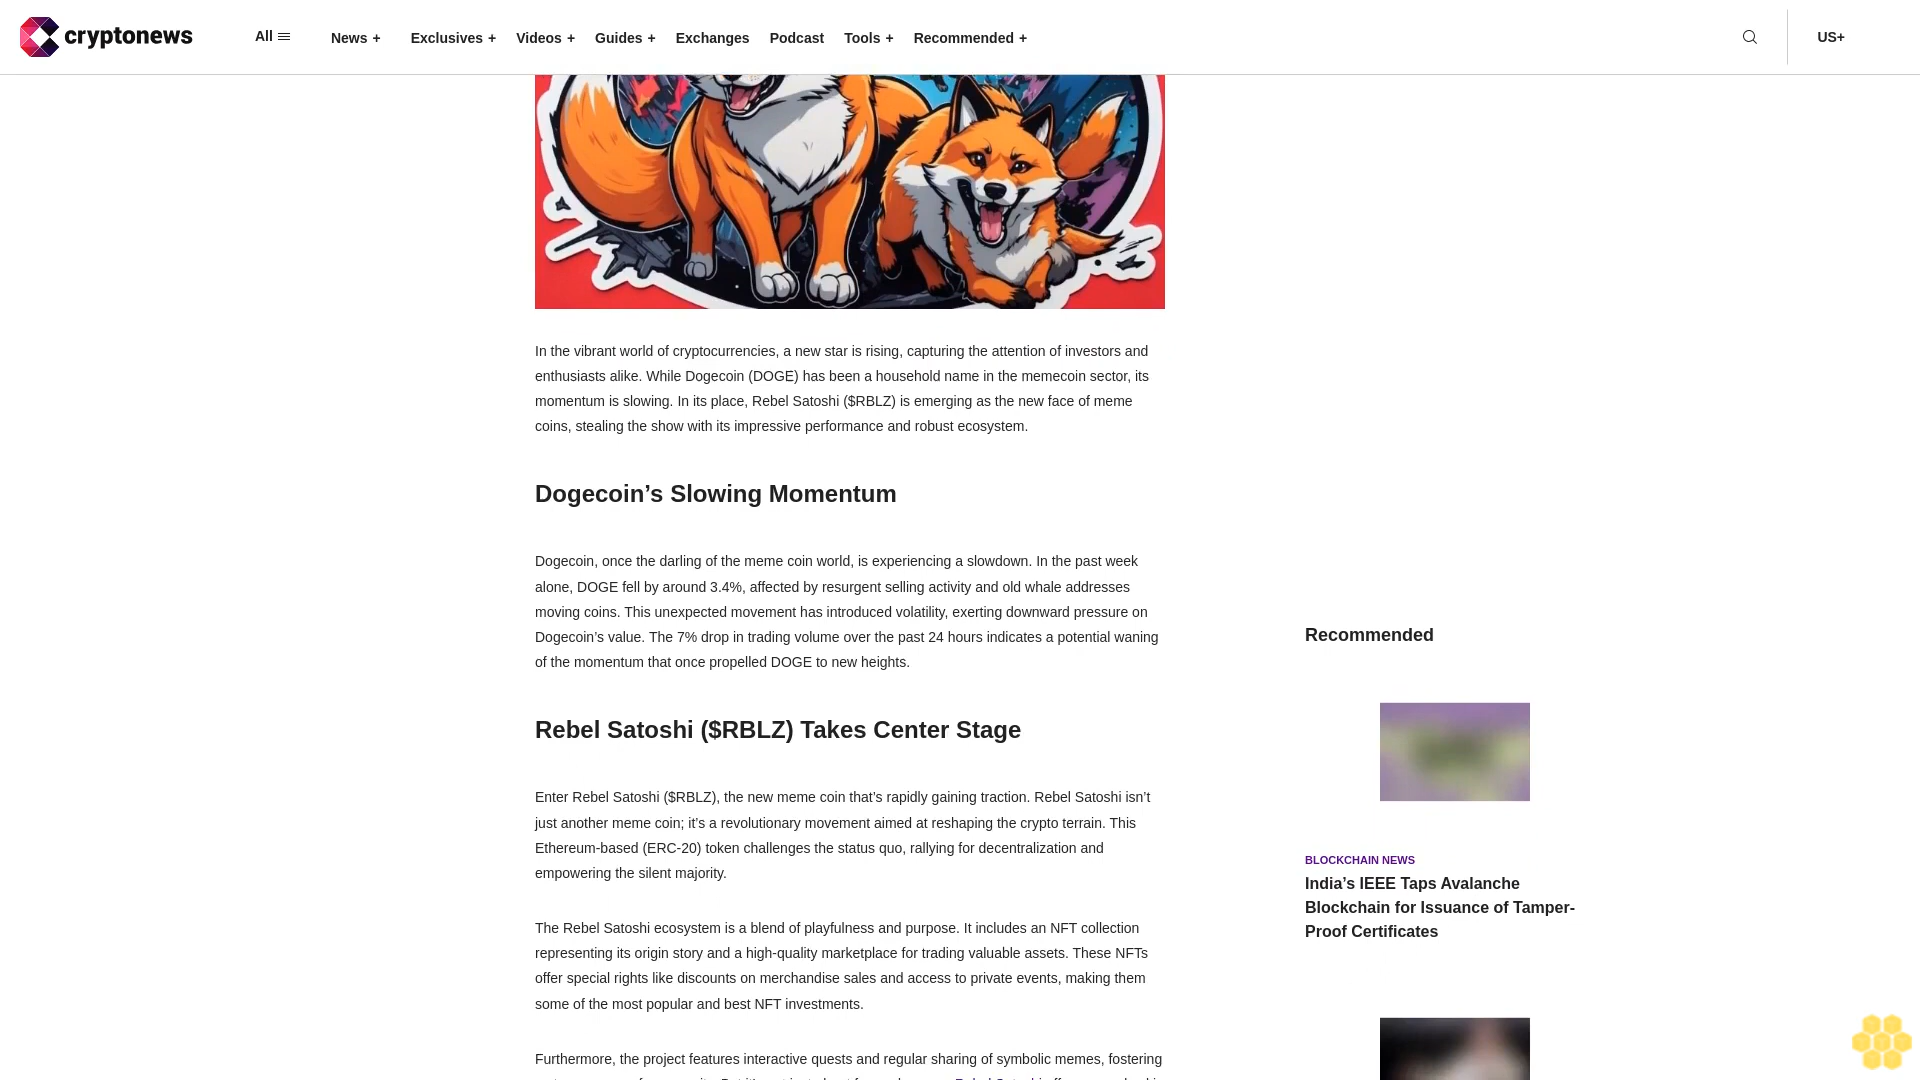 cryptonews
All
News +
Exclusives +
Videos +
Guides +
Exchanges
Podcast
Tools +
Recommended +
US+
In the vibrant world of cryptocurrencies, a new star is rising, capturing the attention of investors and
enthusiasts alike. While Dogecoin (DOGE) has been a household name in the memecoin sector, its
momentum is slowing. In its place, Rebel Satoshi ($RBLZ) is emerging as the new face of meme
coins, stealing the show with its impressive performance and robust ecosystem.
Dogecoin’s Slowing Momentum
Dogecoin, once the darling of the meme coin world, is experiencing a slowdown. In the past week
alone, DOGE fell by around 3.4%, affected by resurgent selling activity and old whale addresses
moving coins. This unexpected movement has introduced volatility, exerting downward pressure on
Dogecoin’s value. The 7% drop in trading volume over the past 24 hours indicates a potential waning
of the momentum that once propelled DOGE to new heights.
Rebel Satoshi ($RBLZ) Takes Center Stage
Enter Rebel Satoshi ($RBLZ), the new meme coin that’s rapidly gaining traction. Rebel Satoshi isn’t
just another meme coin; it’s a revolutionary movement aimed at reshaping the crypto terrain. This
Ethereum-based (ERC-20) token challenges the status quo, rallying for decentralization and
empowering the silent majority.
The Rebel Satoshi ecosystem is a blend of playfulness and purpose. It includes an NFT collection
representing its origin story and a high-quality marketplace for trading valuable assets. These NFTs
offer special rights like discounts on merchandise sales and access to private events, making them
some of the most popular and best NFT investments.
Furthermore, the project features interactive quests and regular sharing of symbolic memes, fostering
Recommended
BLOCKCHAIN NEWS
India’s IEEE Taps Avalanche
Blockchain for Issuance of Tamper-
Proof Certificates